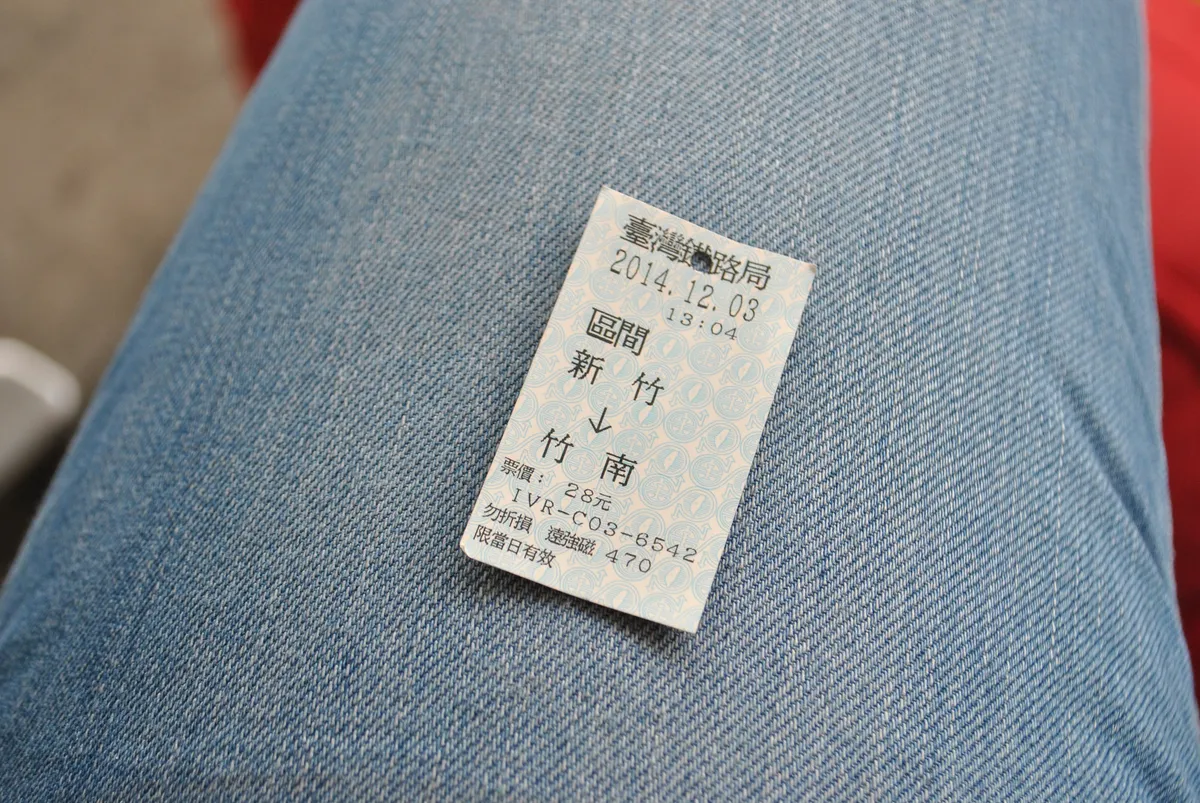 臺灣鐵路局
2014.12.03
13:04
區間
新 竹
↓
竹 南
票價: 28元
IVR-C03-6542
勿折損 遠強磁 470
限當日有效